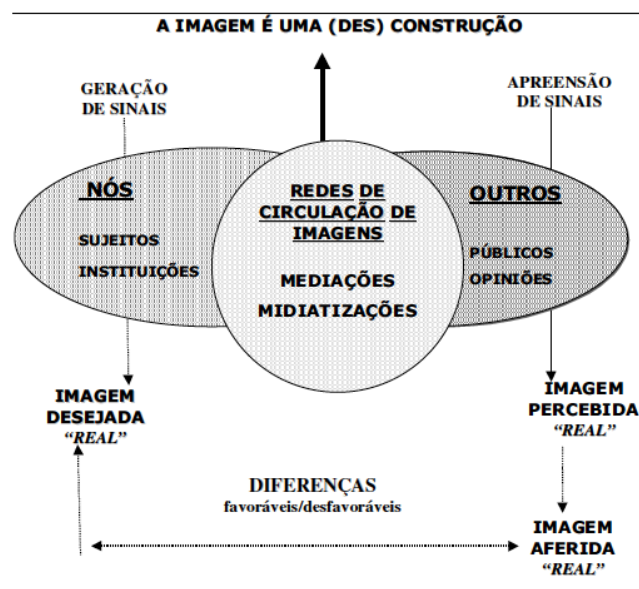 A IMAGEM É UMA (DES) CONSTRUÇÃO
GERAÇÃO
DE SINAIS
APREENSÃO
DE SINAIS
NÓS
SUJEITOS
INSTITUIÇÕES
REDES DE
CIRCULAÇÃO DE
IMAGENS
MEDIAÇÕES
MIDIATIZAÇÕES
OUTROS
PÚBLICOS
OPINIÕES
IMAGEM
DESEJADA
“REAL”
IMAGEM
PERCEBIDA
“REAL”
DIFERENÇAS
favoráveis/desfavoráveis
IMAGEM
AFERIDA
“REAL”